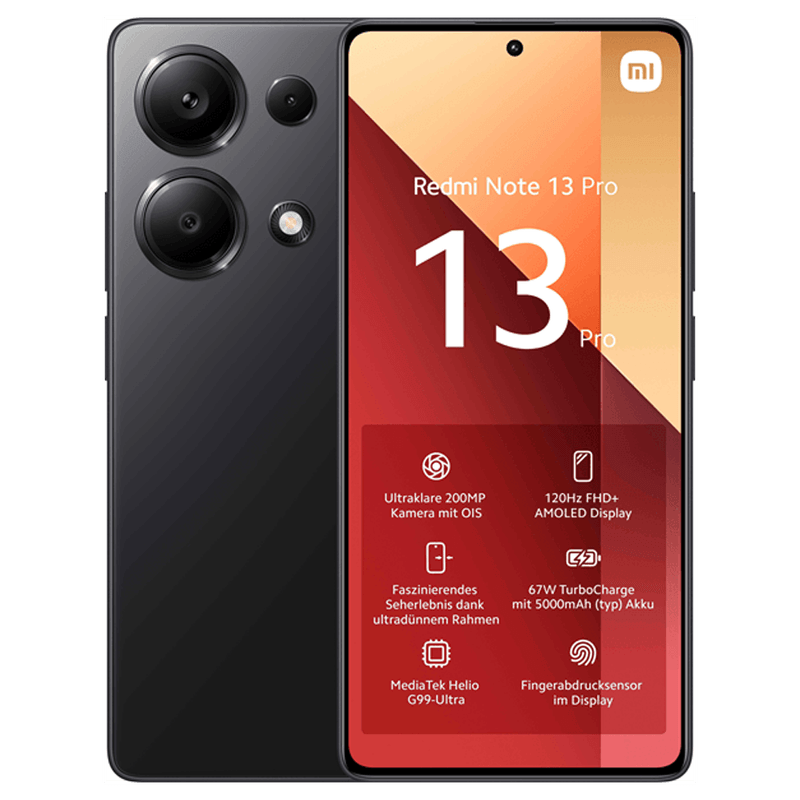 mi
Redmi Note 13 Pro
13
Pro
Ultraklare 200MP
Kamera mit OIS
120Hz FHD+
AMOLED Display
Faszinierendes
Seherlebnis dank
ultradünnem Rahmen
67W TurboCharge
mit 5000mAh (typ) Akku
MediaTek Helio
G99-Ultra
Fingerabdrucksensor
im Display